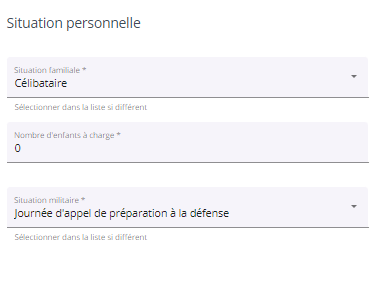 Situation personnelle
Situation familiale *
Célibataire
Sélectionner dans la liste si différent
Nombre d'enfants à charge *
0
Situation militaire *
Journée d'appel de préparation à la défense
Sélectionner dans la liste si différent